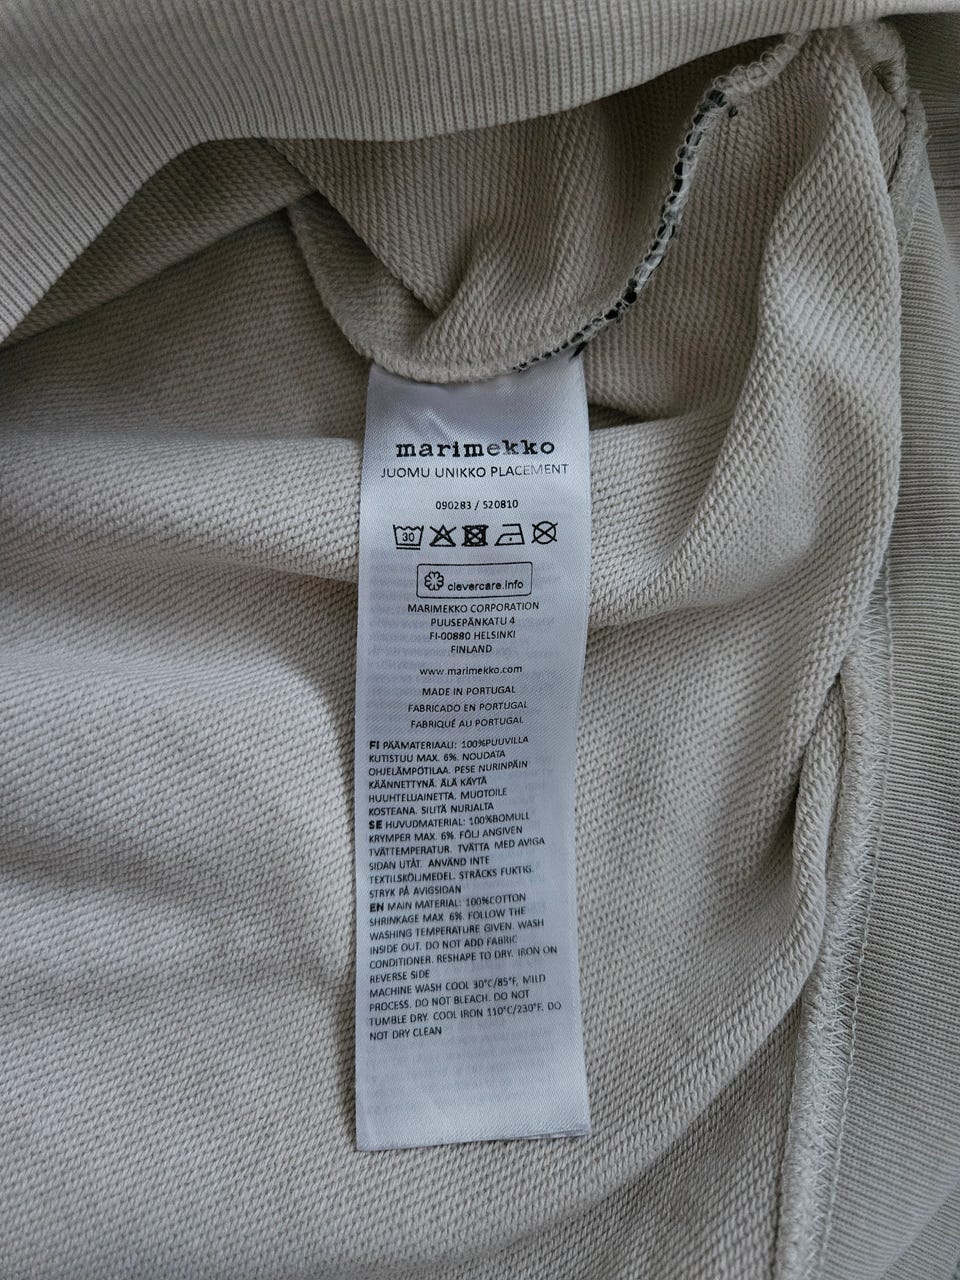 marimekko
JUOMU UNIKKO PLACEMENT
090283 / 520810
30
clevercare.info
MARIMEKKO CORPORATION
PUUSEPÄNKATU 4
FI-00880 HELSINKI
FINLAND
www.marimekko.com
MADE IN PORTUGAL
FABRICADO EN PORTUGAL
FABRIQUÉ AU PORTUGAL
FI PÄÄMATERIAALI: 100%PUUVILLA
KUTISTUU MAX. 6%. NOUDATA
OHJELÄMPÖTILAA. PESE NURINPÄIN
KÄÄNNETTYNÄ. ÄLÄ KÄYTÄ
HUUHTELUAINETTA. MUOTOILE
KOSTEANA. SILITÄ NURJALTA
SE HUVUDMATERIAL: 100%BOMULL
KRYMPER MAX. 6%. FÖLJ ANGIVEN
TVÄTTEMPERATUR. TVÄTTA MED AVIGA
SIDAN UTÅT. ANVÄND INTE
TEXTILSKÖLJMEDEL. STRÄCKS FUKTIG.
STRYK PÅ AVIGSIDAN
EN MAIN MATERIAL: 100%COTTON
SHRINKAGE MAX. 6%. FOLLOW THE
WASHING TEMPERATURE GIVEN. WASH
INSIDE OUT. DO NOT ADD FABRIC
CONDITIONER. RESHAPE TO DRY. IRON ON
REVERSE SIDE
MACHINE WASH COOL 30°C/85°F, MILD
PROCESS. DO NOT BLEACH. DO NOT
TUMBLE DRY. COOL IRON 110°C/230°F. DO
NOT DRY CLEAN